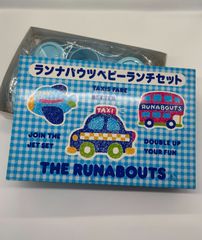 ランナバウツベビーランチセット
TAXIS FARE
TAXI
RUNABOUTS
JOIN THE
JET SET
DOUBLE UP
YOUR FUN
THE RUNABOUTS